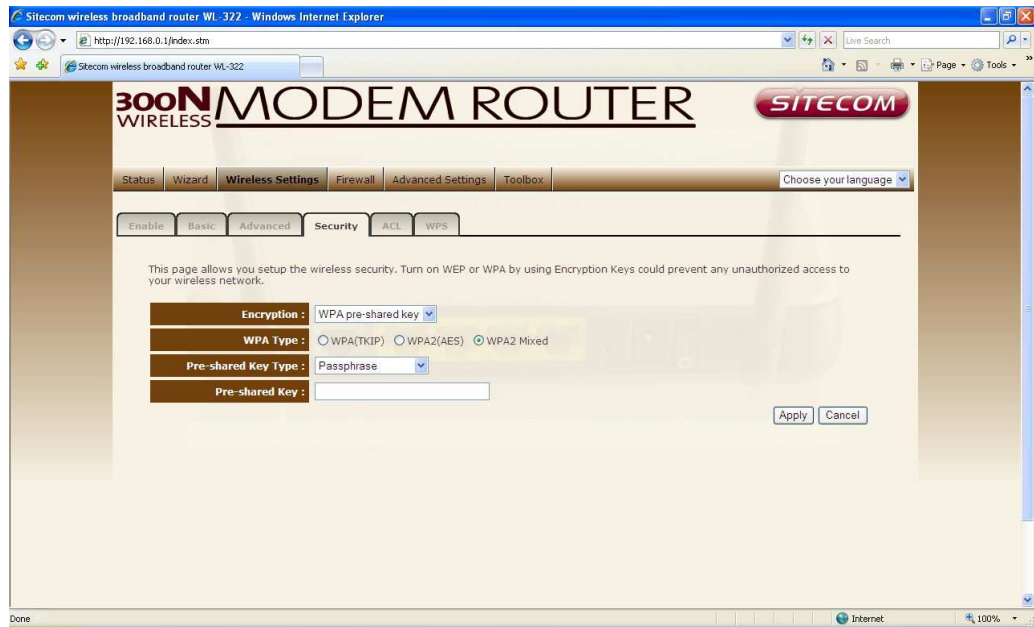 Sitecom wireless broadband router WL-322 - Windows Internet Explorer
http://192.168.0.1/index.stm
Live Search
Sitecom wireless broadband router WL-322
Page
Tools
300N WIRELESS MODEM ROUTER
SITECOM
Status Wizard Wireless Settings Firewall Advanced Settings Toolbox
Choose your language
Enable Basic Advanced Security ACL WPS
This page allows you setup the wireless security. Turn on WEP or WPA by using Encryption Keys could prevent any unauthorized access to
your wireless network.
Encryption : WPA pre-shared key
WPA Type : WPA(TKIP) WPA2(AES) WPA2 Mixed
Pre-shared Key Type : Passphrase
Pre-shared Key :
Apply Cancel
Done
Internet
100%